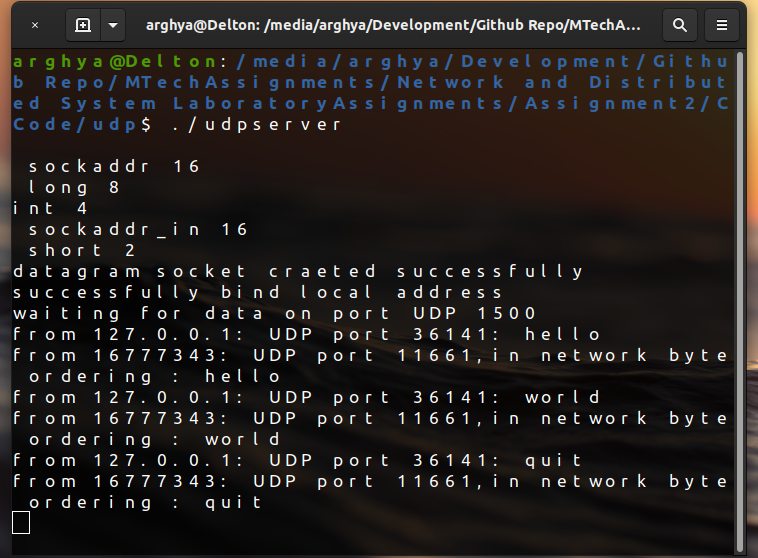 arghya@Delton: /media/arghya/Development/Github Repo/MTechA...
arghya@Delton:/media/arghya/Development/Githu
b Repo/MTechAssignments/Network and Distribut
ed System LaboratoryAssignments/Assignment2/C
Code/udp$ ./udpserver
sockaddr 16
long 8
int 4
sockaddr_in 16
short 2
datagram socket craeted successfully
successfully bind local address
waiting for data on port UDP 1500
from 127.0.0.1: UDP port 36141: hello
from 16777343: UDP port 11661,in network byte
ordering : hello
from 127.0.0.1: UDP port 36141: world
from 16777343: UDP port 11661,in network byte
ordering : world
from 127.0.0.1: UDP port 36141: quit
from 16777343: UDP port 11661,in network byte
ordering : quit